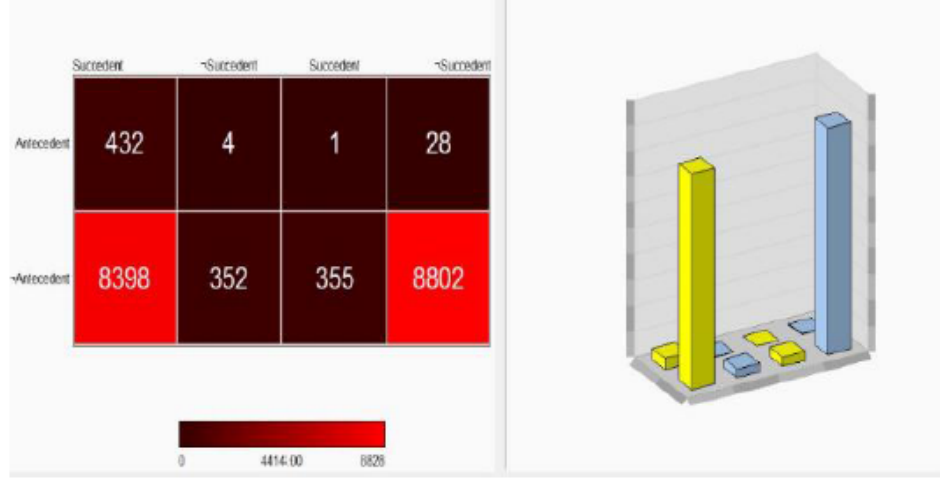 Succedent ¬Succedent Succedent ¬Succedent
Antecedent 432 4 1 28
¬Antecedent 8398 352 355 8802
0 4414.00 8828